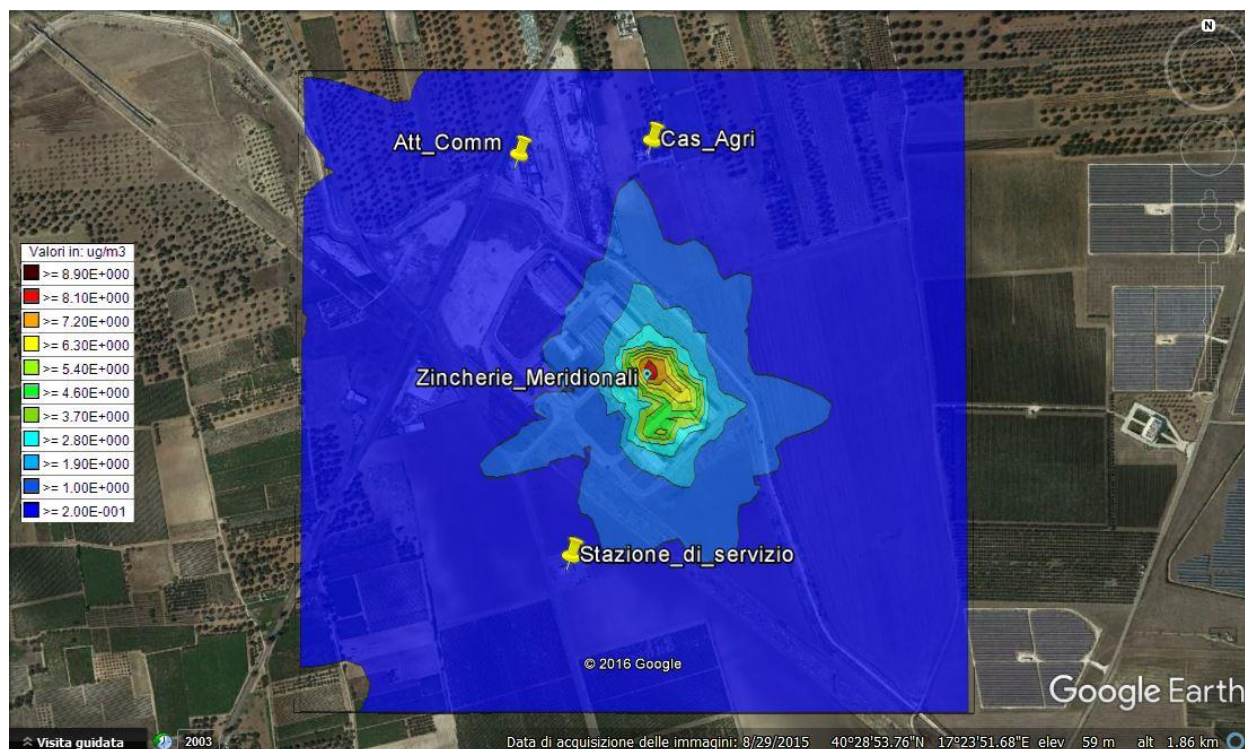 N
Att_Comm
Cas_Agri
Valori in: ug/m3
>= 8.90E+000
>= 8.10E+000
>= 7.20E+000
>= 6.30E+000
>= 5.40E+000
>= 4.60E+000
>= 3.70E+000
>= 2.80E+000
>= 1.90E+000
>= 1.00E+000
>= 2.00E-001
Zincherie_Meridionali
Stazione_di_servizio
© 2016 Google
Google Earth
Visita guidata
2003
Data di acquisizione delle immagini: 8/29/2015 40°28'53.76"N 17°23'51.68"E elev 59 m alt 1.86 km